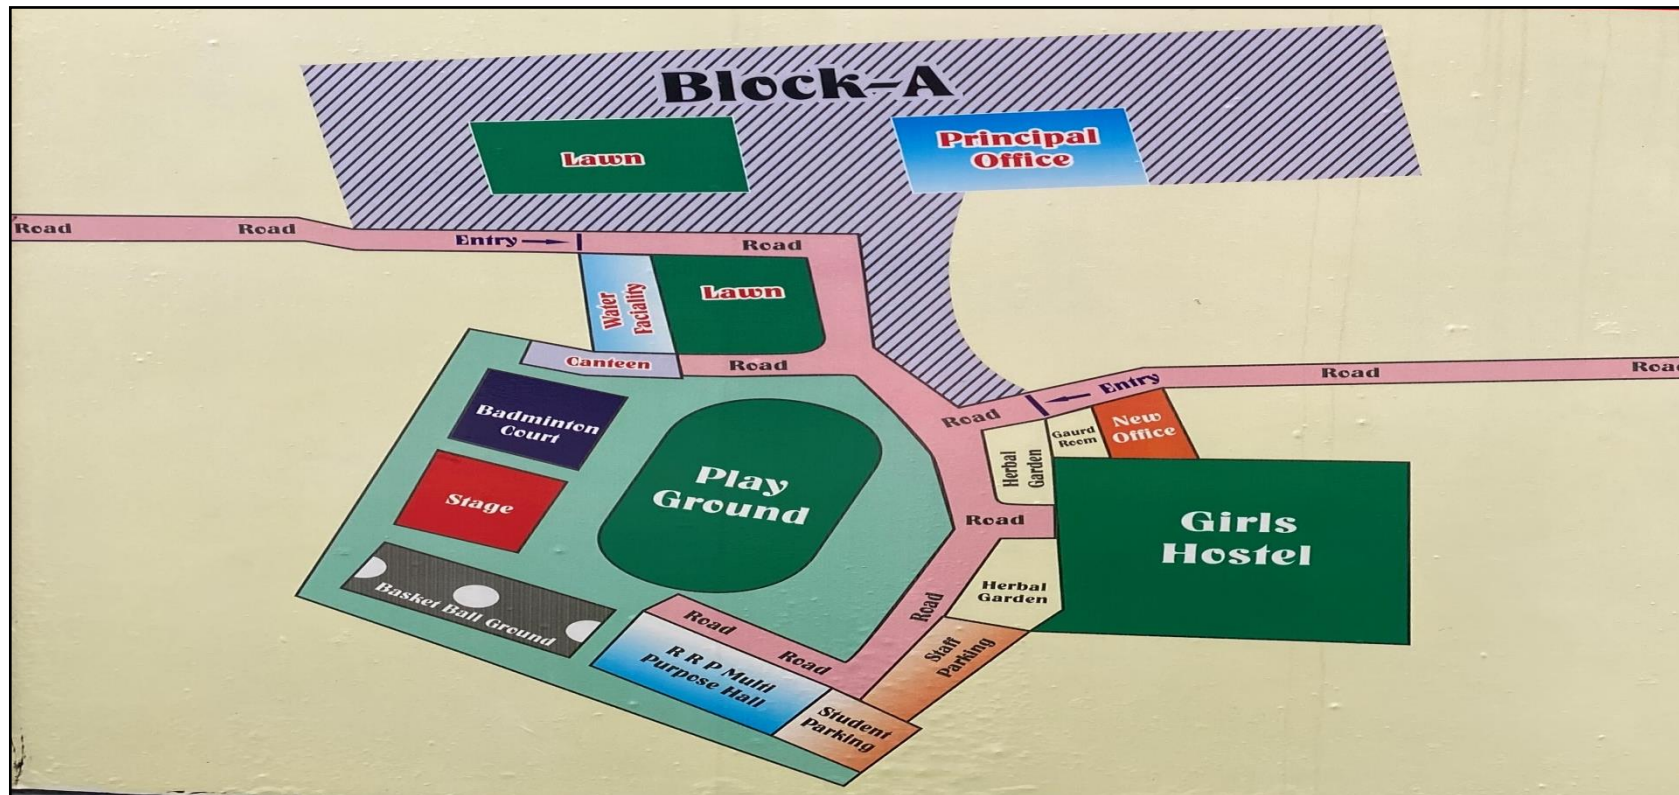 Block-A
Lawn
Principal
Office
Road
Road
Entry
Road
Water
Faciality
Lawn
Canteen
Road
Entry
Road
Road
Road
Badminton
Court
Play
Ground
Stage
Herbal
Garden
Gaurd
Room
New
Office
Road
Girls
Hostel
Herbal
Garden
Basket Ball Ground
Road
Road
Road
R R P Multi
Purpose Hall
Staff
Parking
Student
Parking